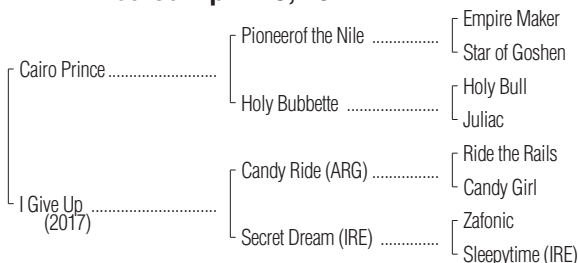 Empire Maker
Pioneerof the Nile ..................
Star of Goshen
Cairo Prince .............................
Holy Bull
Holy Bubbette .........................
Juliac
Ride the Rails
Candy Ride (ARG) ..................
Candy Girl
I Give Up ..........................
(2017)
Zafonic
Secret Dream (IRE) ...............
Sleepytime (IRE)